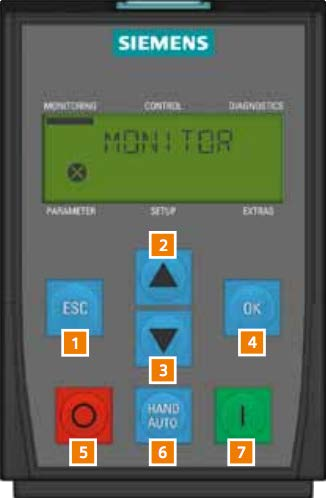 SIEMENS
MONITORING CONTROL DIAGNOSTICS
MONITOR
PARAMETER SETUP EXTRAS
2
ESC
OK
1
3
4
HAND
AUTO
5
6
7